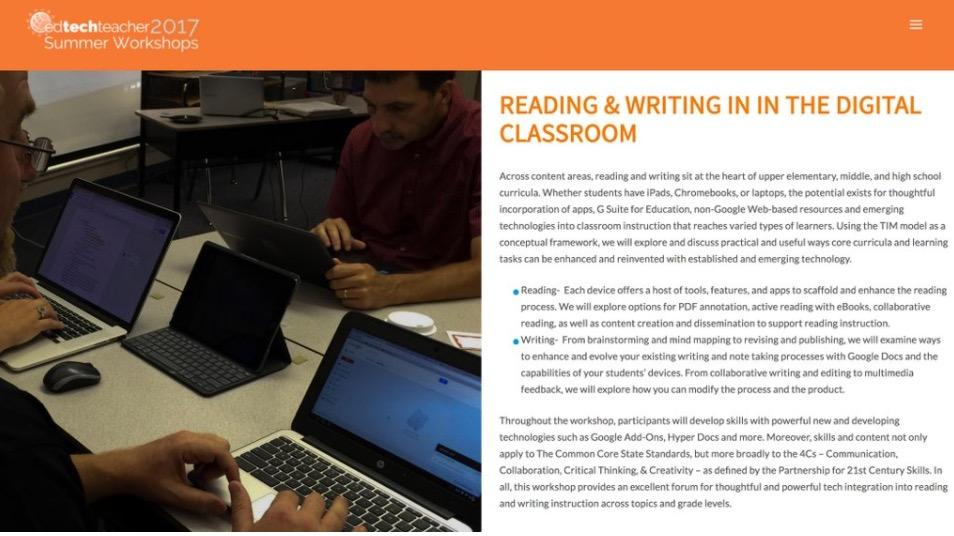 edtechteacher2017
Summer Workshops
READING & WRITING IN IN THE DIGITAL
CLASSROOM
Across content areas, reading and writing sit at the heart of upper elementary, middle, and high school
curricula. Whether students have iPads, Chromebooks, or laptops, the potential exists for thoughtful
incorporation of apps, G Suite for Education, non-Google Web-based resources and emerging
technologies into classroom instruction that reaches varied types of learners. Using the TIM model as a
conceptual framework, we will explore and discuss practical and useful ways core curricula and learning
tasks can be enhanced and reinvented with established and emerging technology.
Reading- Each device offers a host of tools, features, and apps to scaffold and enhance the reading
process. We will explore options for PDF annotation, active reading with eBooks, collaborative
reading, as well as content creation and dissemination to support reading instruction.
Writing- From brainstorming and mind mapping to revising and publishing, we will examine ways
to enhance and evolve your existing writing and note taking processes with Google Docs and the
capabilities of your students' devices. From collaborative writing and editing to multimedia
feedback, we will explore how you can modify the process and the product.
Throughout the workshop, participants will develop skills with powerful new and developing
technologies such as Google Add-Ons, Hyper Docs and more. Moreover, skills and content not only
apply to The Common Core State Standards, but more broadly to the 4Cs – Communication,
Collaboration, Critical Thinking, & Creativity – as defined by the Partnership for 21st Century Skills. In
all, this workshop provides an excellent forum for thoughtful and powerful tech integration into reading
and writing instruction across topics and grade levels.